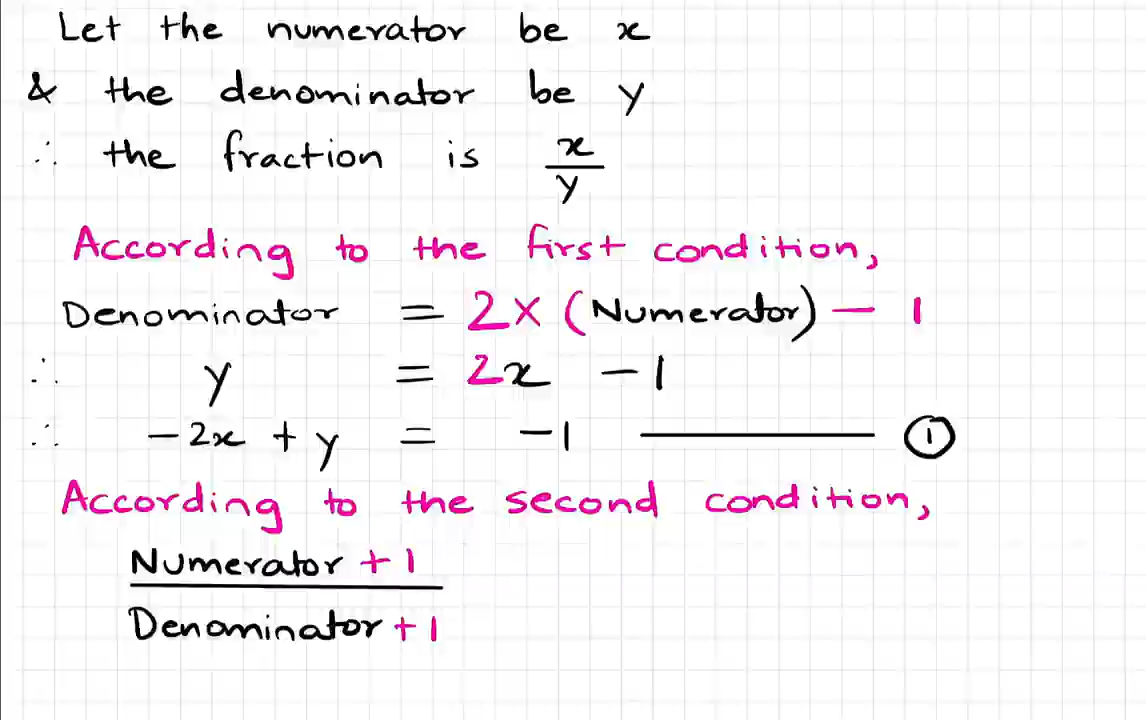 Let the numerator be x
& the denominator be y
∴ the fraction is x/y
According to the first condition,
Denominator = 2 × (Numerator) − 1
∴ y = 2x − 1
∴ −2x + y = −1 ——— ①
According to the second condition,
Numerator + 1
Denominator + 1